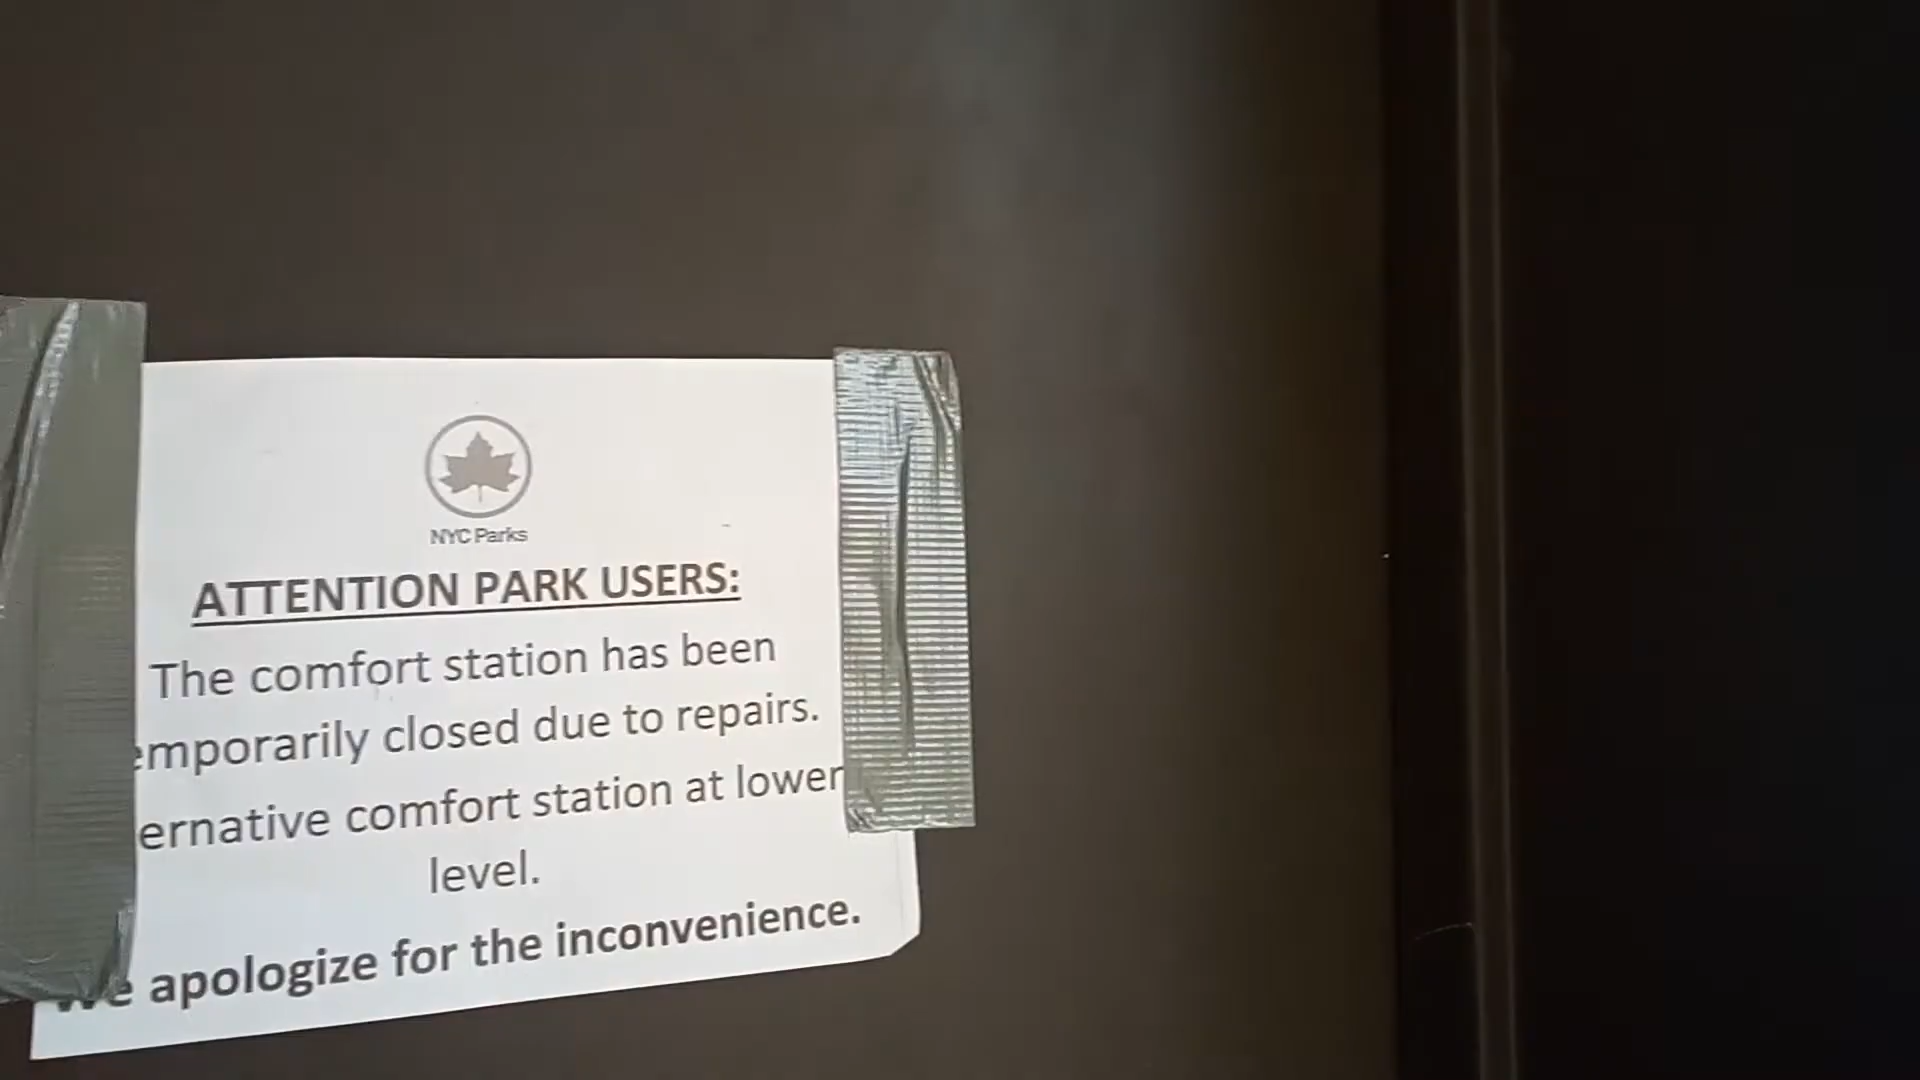 NYC Parks
ATTENTION PARK USERS:
The comfort station has been
emporarily closed due to repairs.
ernative comfort station at lower
level.
We apologize for the inconvenience.